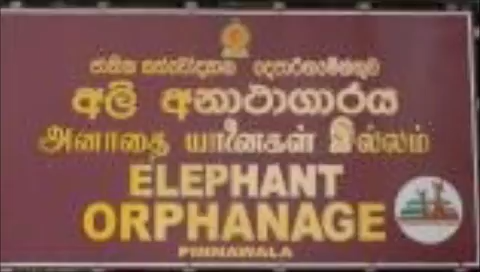 ජාතික සත්වෝද්‍යාන දෙපාර්තමේන්තුව
අලි අනාථාගාරය
அனாதை யானைகள் இல்லம்
ELEPHANT
ORPHANAGE
PINNAWALA